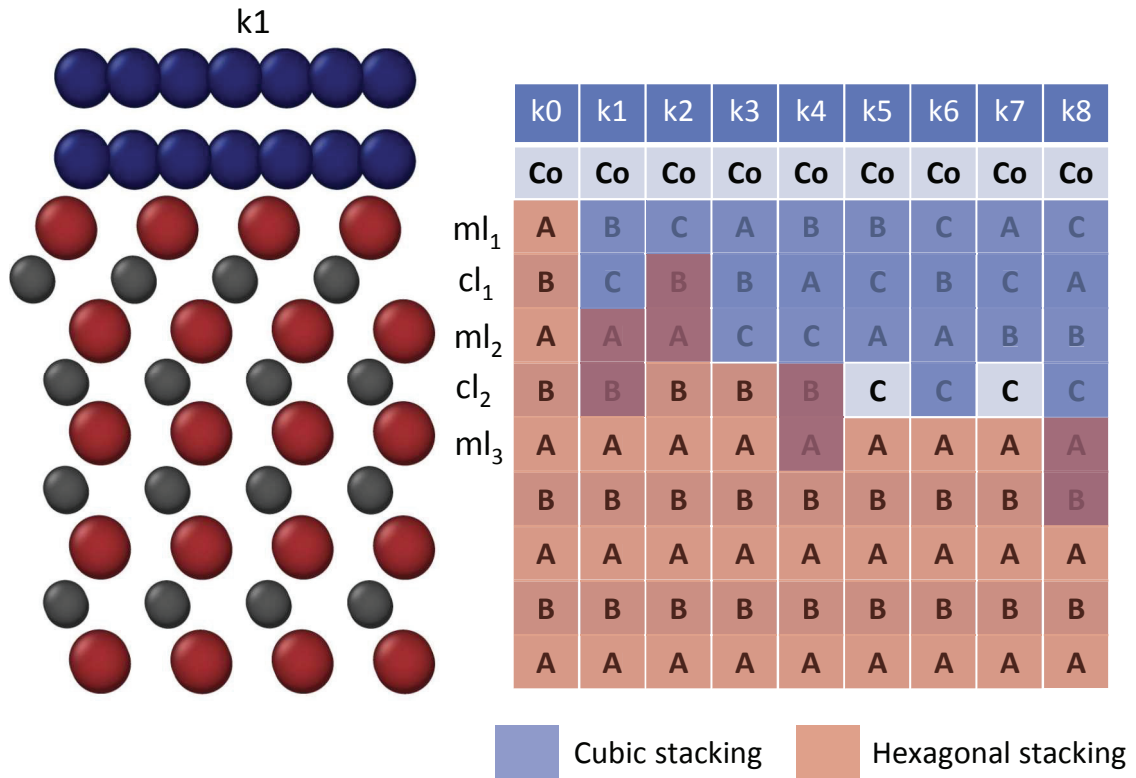 k1
k0 k1 k2 k3 k4 k5 k6 k7 k8
Co Co Co Co Co Co Co Co Co
ml1 A B C A B B C A C
cl1 B C B B A C B C A
ml2 A A A C C A A B B
cl2 B B B B B C C C C
ml3 A A A A A A A A A
B B B B B B B B B
A A A A A A A A A
B B B B B B B B B
A A A A A A A A A
Cubic stacking Hexagonal stacking